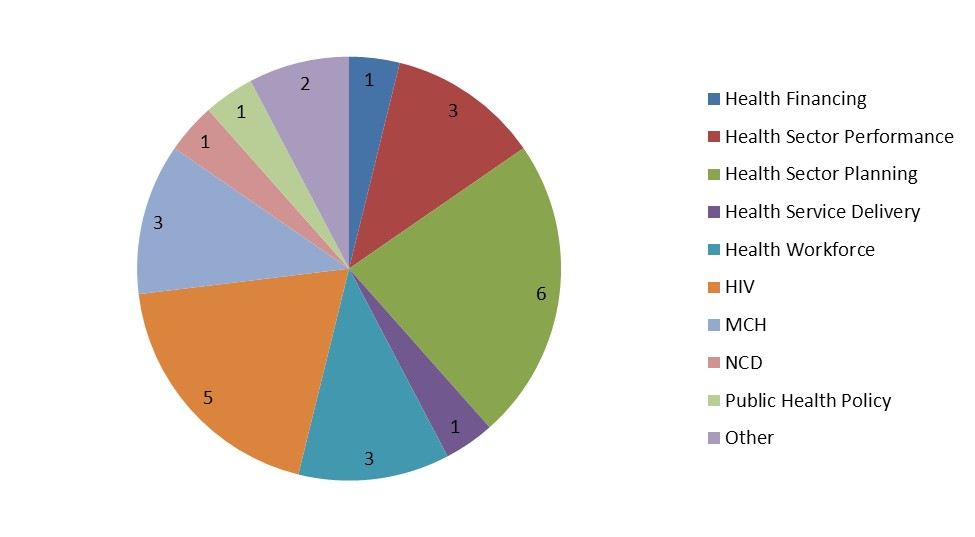 1
3
6
1
3
5
3
1
1
2
Health Financing
Health Sector Performance
Health Sector Planning
Health Service Delivery
Health Workforce
HIV
MCH
NCD
Public Health Policy
Other